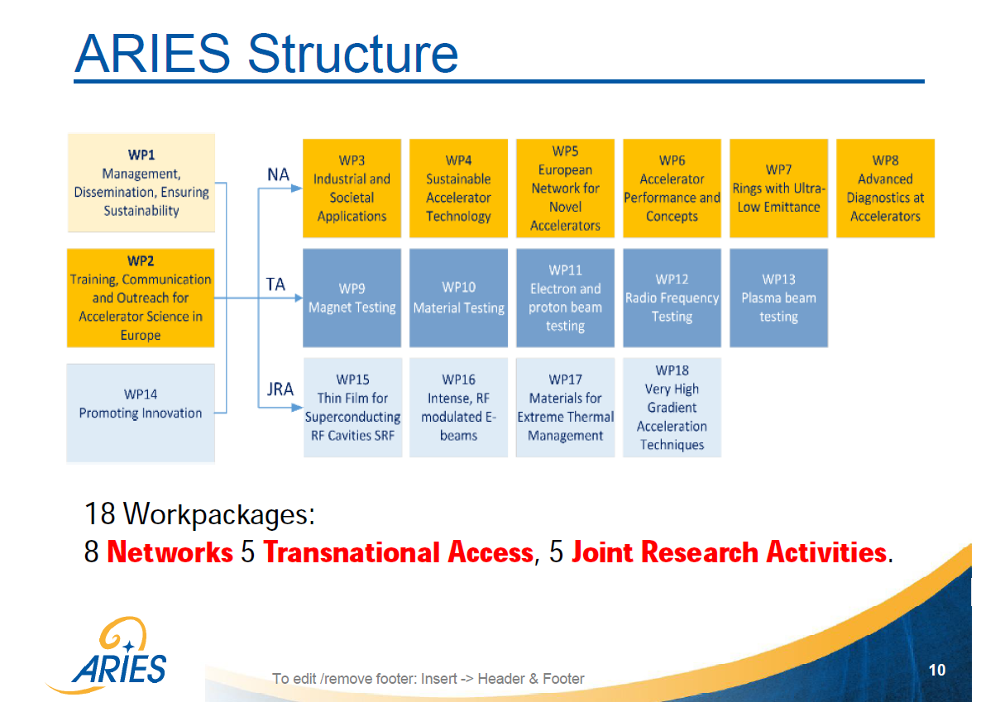 ARIES Structure
WP1
Management,
Dissemination, Ensuring
Sustainability
WP2
Training, Communication
and Outreach for
Accelerator Science in
Europe
WP14
Promoting Innovation
NA
WP3
Industrial and
Societal
Applications
WP4
Sustainable
Accelerator
Technology
WP5
European
Network for
Novel
Accelerators
WP6
Accelerator
Performance and
Concepts
WP7
Rings with Ultra-
Low Emittance
WP8
Advanced
Diagnostics at
Accelerators
TA
WP9
Magnet Testing
WP10
Material Testing
WP11
Electron and
proton beam
testing
WP12
Radio Frequency
Testing
WP13
Plasma beam
testing
JRA
WP15
Thin Film for
Superconducting
RF Cavities SRF
WP16
Intense, RF
modulated E-
beams
WP17
Materials for
Extreme Thermal
Management
WP18
Very High
Gradient
Acceleration
Techniques
18 Workpackages:
8 Networks 5 Transnational Access, 5 Joint Research Activities.
ARIES
To edit /remove footer: Insert -> Header & Footer
10